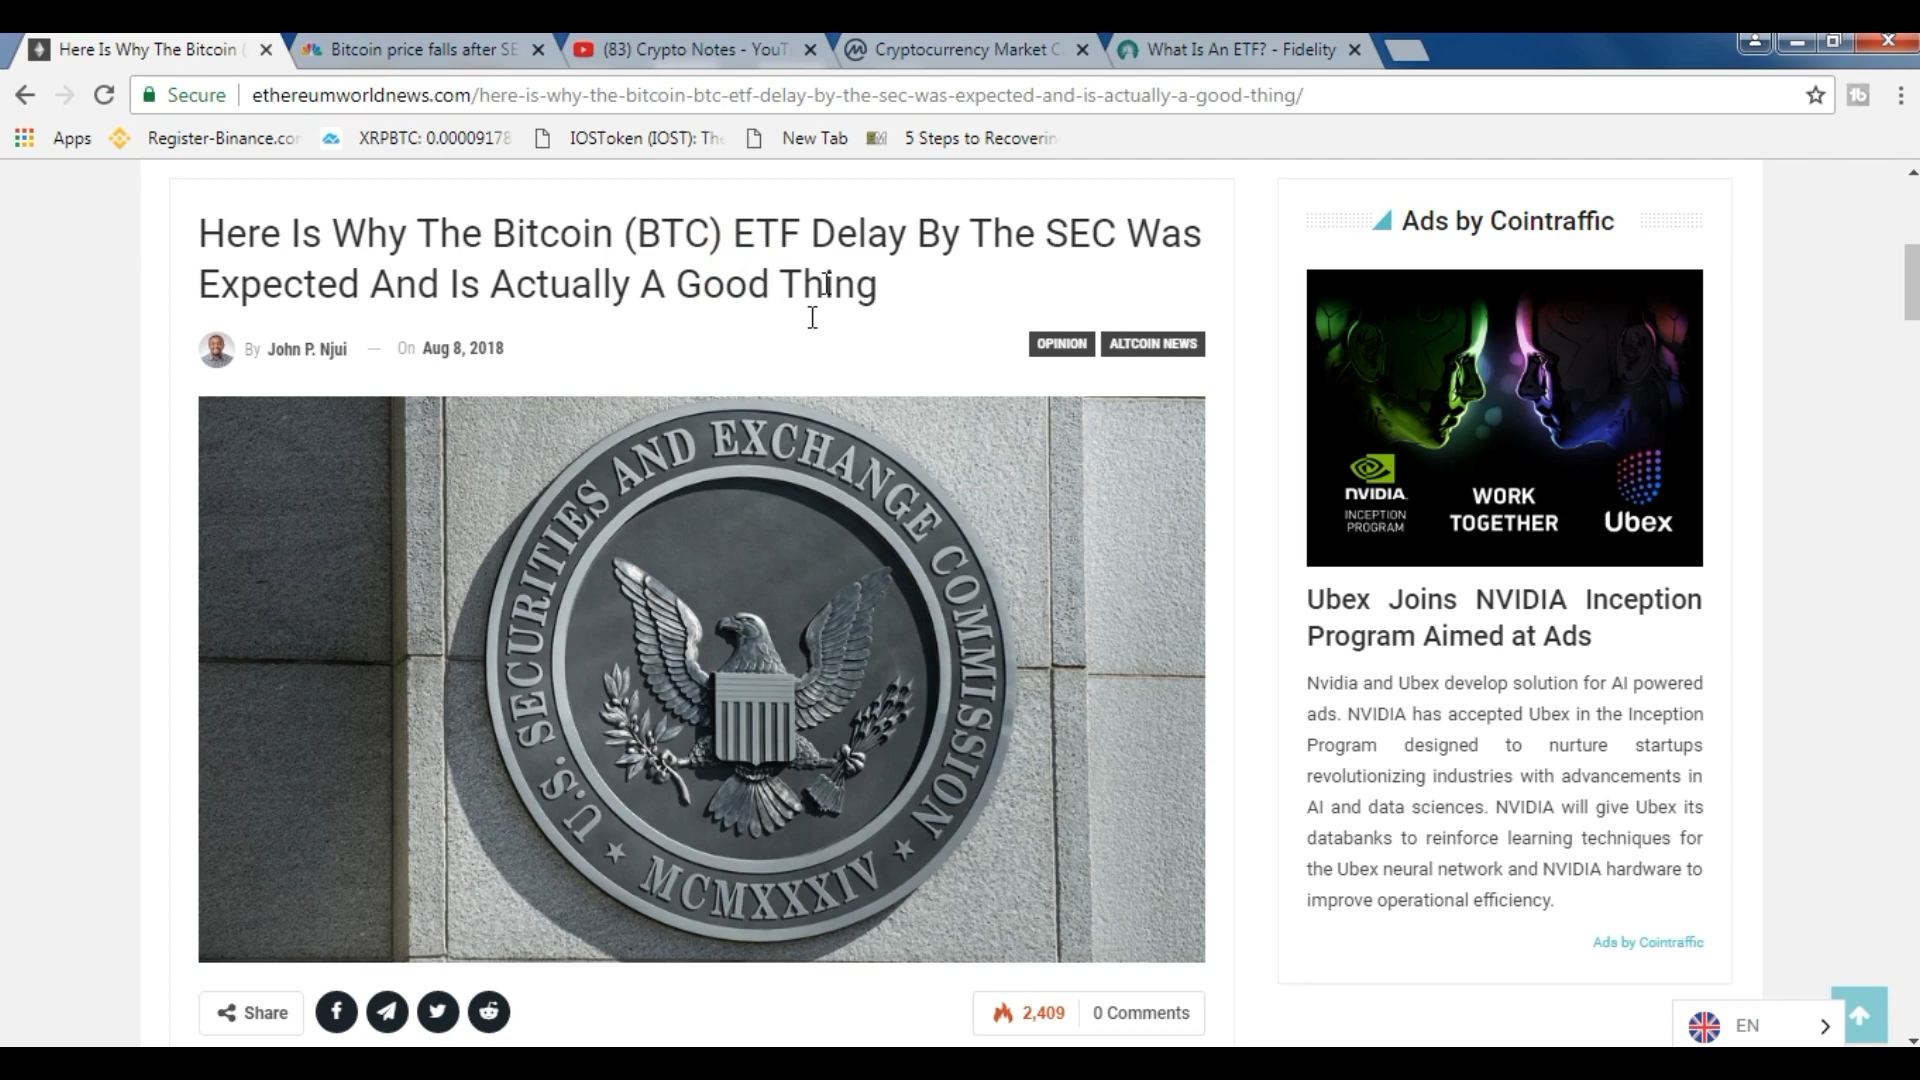 Here Is Why The Bitcoin (
Bitcoin price falls after SE
(83) Crypto Notes - YouT
Cryptocurrency Market C
What Is An ETF? - Fidelity
Secure
ethereumworldnews.com/here-is-why-the-bitcoin-btc-etf-delay-by-the-sec-was-expected-and-is-actually-a-good-thing/
Apps
Register-Binance.cor
XRPBTC: 0.00009178
IOSToken (IOST): The
New Tab
5 Steps to Recoverin
Here Is Why The Bitcoin (BTC) ETF Delay By The SEC Was
Expected And Is Actually A Good Thing
By John P. Njui — On Aug 8, 2018
OPINION
ALTCOIN NEWS
U.S. SECURITIES AND EXCHANGE COMMISSION
MCMXXXIV
Share
2,409
0 Comments
Ads by Cointraffic
NVIDIA.
INCEPTION
PROGRAM
WORK
TOGETHER
Ubex
Ubex Joins NVIDIA Inception
Program Aimed at Ads
Nvidia and Ubex develop solution for AI powered
ads. NVIDIA has accepted Ubex in the Inception
Program designed to nurture startups
revolutionizing industries with advancements in
AI and data sciences. NVIDIA will give Ubex its
databanks to reinforce learning techniques for
the Ubex neural network and NVIDIA hardware to
improve operational efficiency.
Ads by Cointraffic
EN